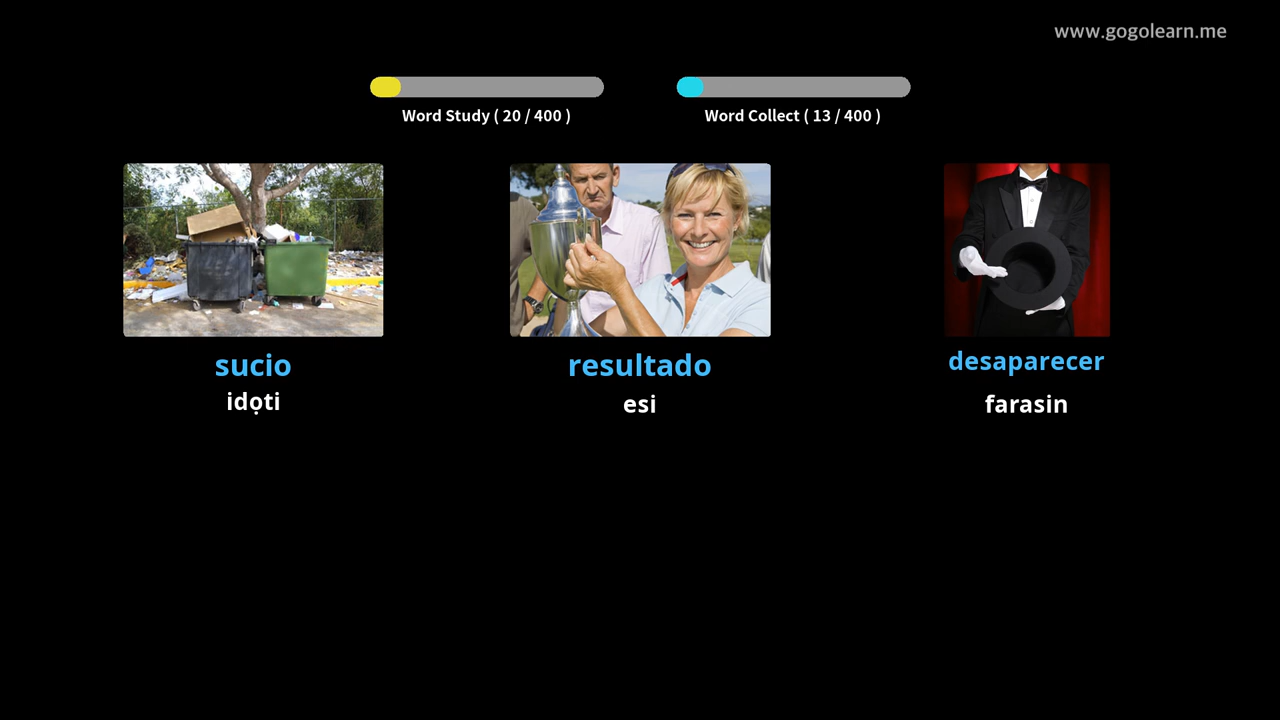 www.gogolearn.me
Word Study ( 20 / 400 )
Word Collect ( 13 / 400 )
sucio
resultado
desaparecer
idọti
esi
farasin